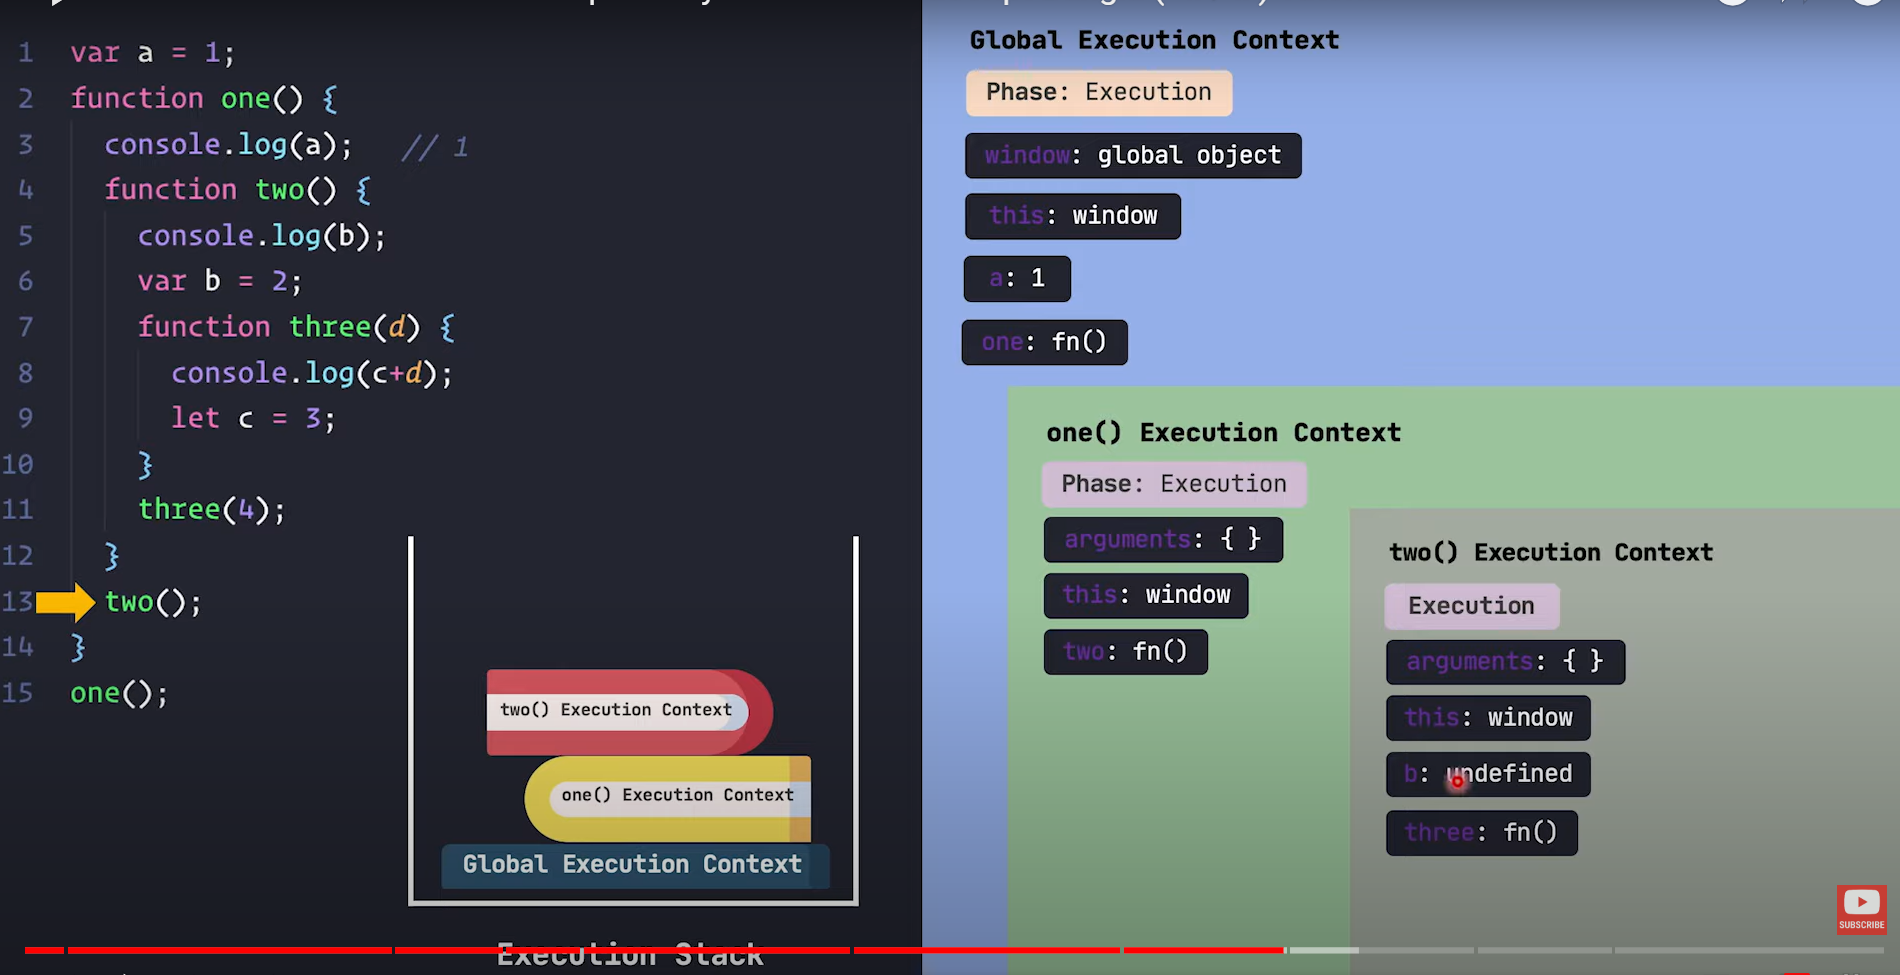 1 var a = 1;
2 function one() {
3 console.log(a); // 1
4 function two() {
5 console.log(b);
6 var b = 2;
7 function three(d) {
8 console.log(c+d);
9 let c = 3;
10 }
11 three(4);
12 }
13 two();
14 }
15 one();
two() Execution Context
one() Execution Context
Global Execution Context
Execution Stack
Global Execution Context
Phase: Execution
window: global object
this: window
a: 1
one: fn()
one() Execution Context
Phase: Execution
arguments: { }
this: window
two: fn()
two() Execution Context
Execution
arguments: { }
this: window
b: undefined
three: fn()
SUBSCRIBE